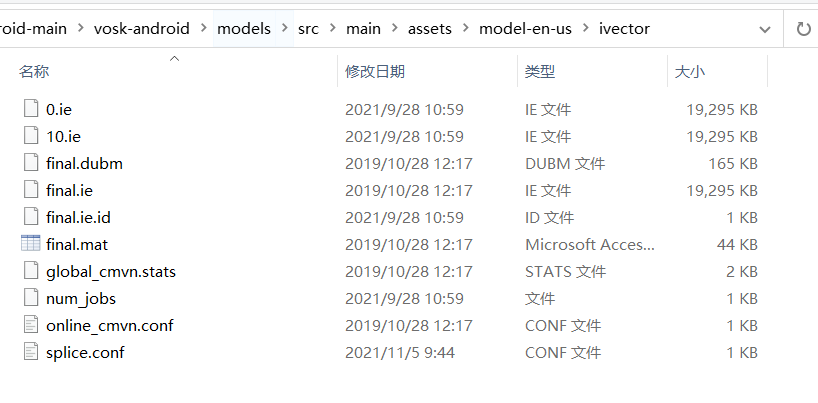 roid-main > vosk-android > models > src > main > assets > model-en-us > ivector
名称 修改日期 类型 大小
0.ie 2021/9/28 10:59 IE 文件 19,295 KB
10.ie 2021/9/28 10:59 IE 文件 19,295 KB
final.dubm 2019/10/28 12:17 DUBM 文件 165 KB
final.ie 2019/10/28 12:17 IE 文件 19,295 KB
final.ie.id 2021/9/28 10:59 ID 文件 1 KB
final.mat 2019/10/28 12:17 Microsoft Acces... 44 KB
global_cmvn.stats 2019/10/28 12:17 STATS 文件 2 KB
num_jobs 2021/9/28 10:59 文件 1 KB
online_cmvn.conf 2019/10/28 12:17 CONF 文件 1 KB
splice.conf 2021/11/5 9:44 CONF 文件 1 KB